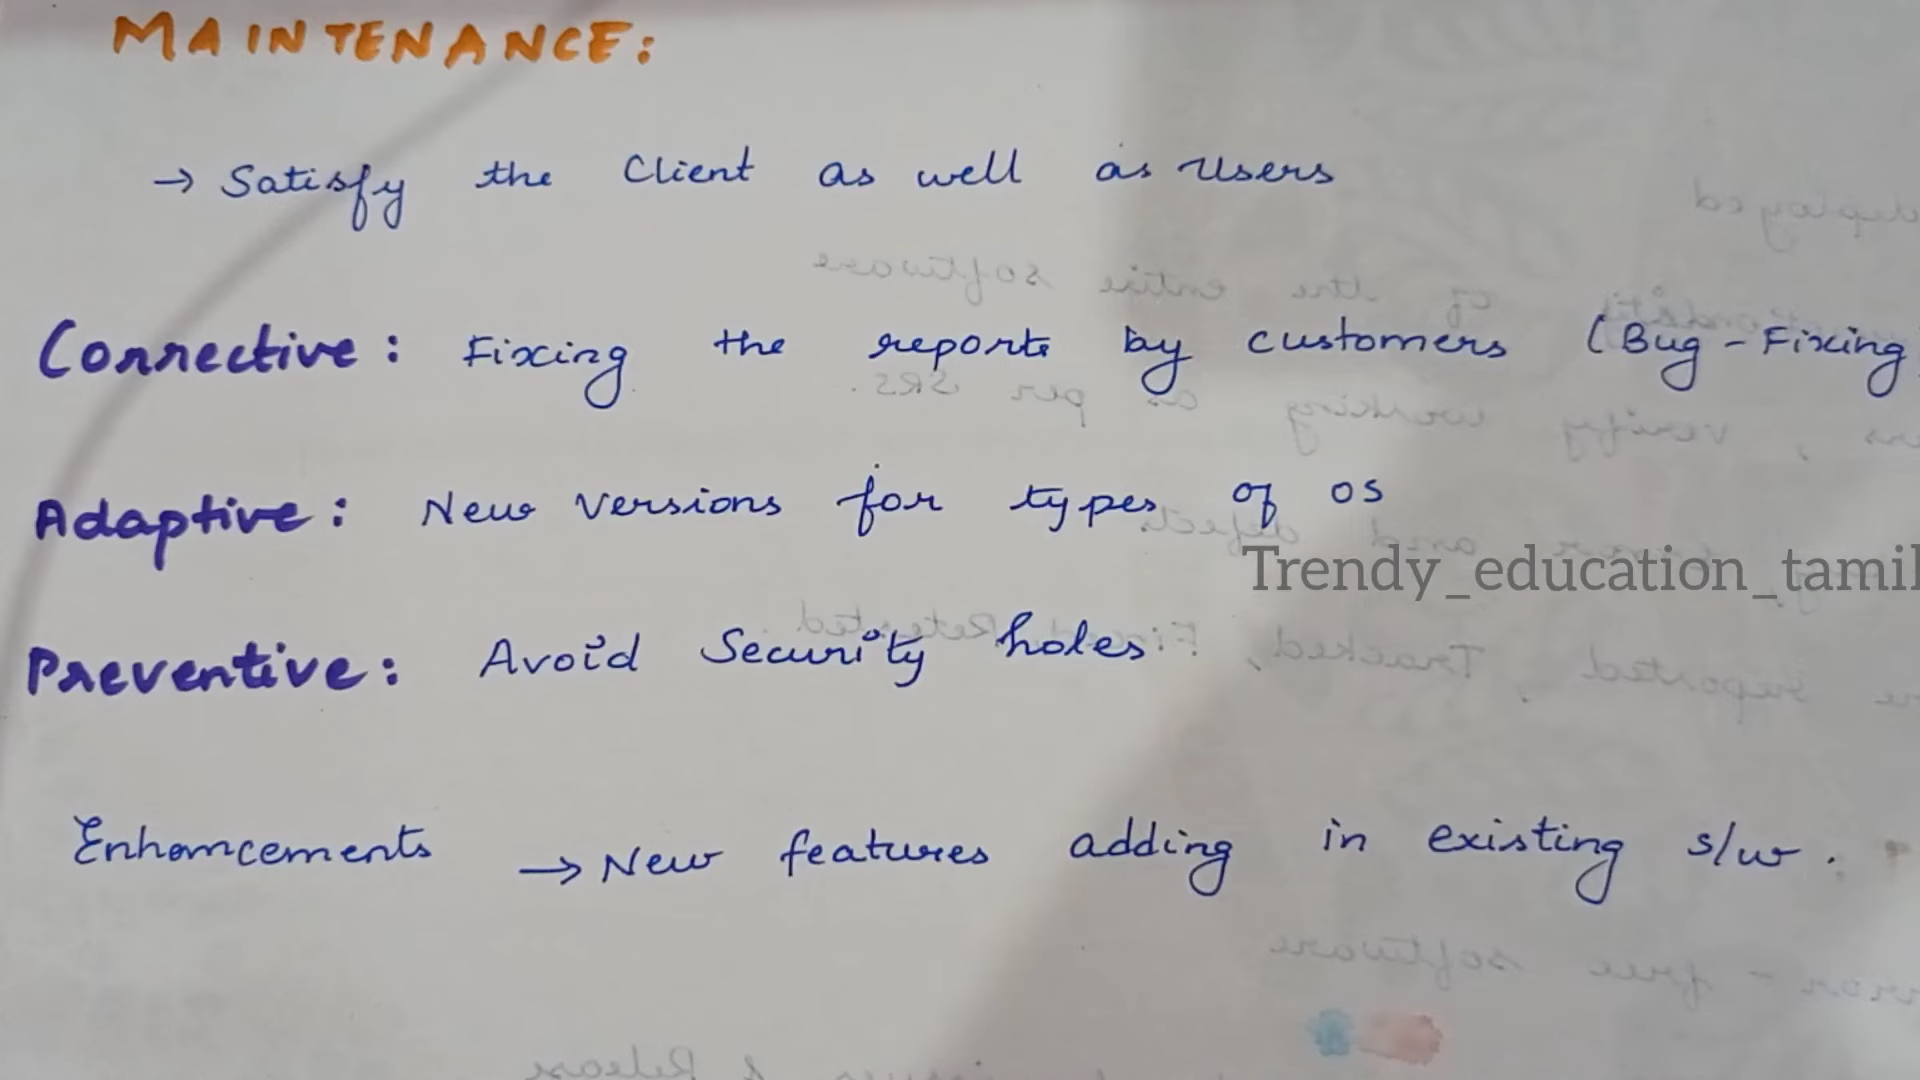 MAINTENANCE:
→ Satisfy the Client as well as Users
Corrective: Fixing the reports by customers (Bug-Fixing
Adaptive: New versions for types of OS
Trendy_education_tamil
Preventive: Avoid Security holes
Enhancements → New features adding in existing s/w.